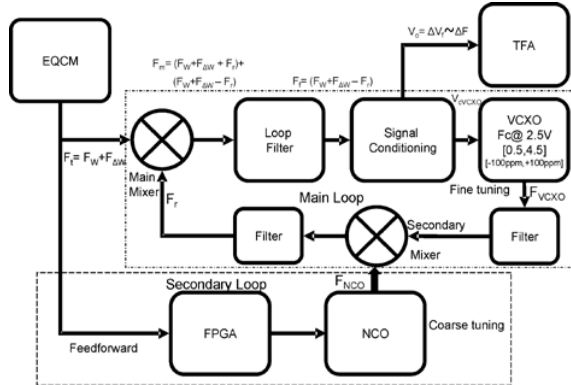 EQCM
V₀= ΔVf~ΔF
TFA
Fm= (FW+FΔW + Fr)+
(FW+FΔW − Fr)
Ff= (FW+FΔW − Fr)
VcVCXO
Loop
Filter
Signal
Conditioning
VCXO
Fc@ 2.5V
[0.5,4.5]
[-100ppm,+100ppm]
Ft= FW+FΔW
Main
Mixer
Fr
Fine tuning
FVCXO
Main Loop
Filter
Secondary
Mixer
Filter
Secondary Loop
FNCO
FPGA
NCO
Coarse tuning
Feedforward